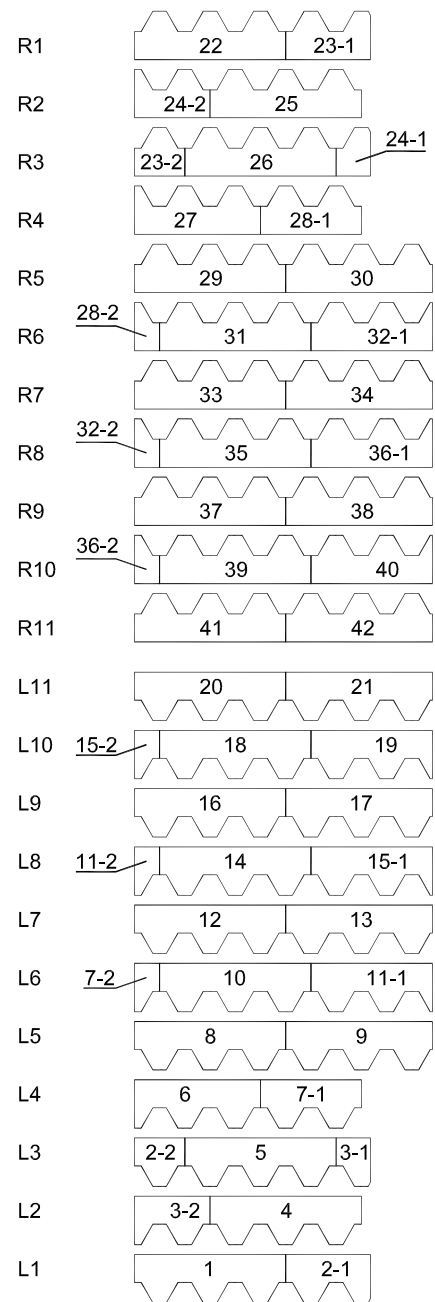 R1 22 23-1
R2 24-2 25
R3 23-2 26 24-1
R4 27 28-1
R5 29 30
R6 28-2 31 32-1
R7 33 34
R8 32-2 35 36-1
R9 37 38
R10 36-2 39 40
R11 41 42
L11 20 21
L10 15-2 18 19
L9 16 17
L8 11-2 14 15-1
L7 12 13
L6 7-2 10 11-1
L5 8 9
L4 6 7-1
L3 2-2 5 3-1
L2 3-2 4
L1 1 2-1